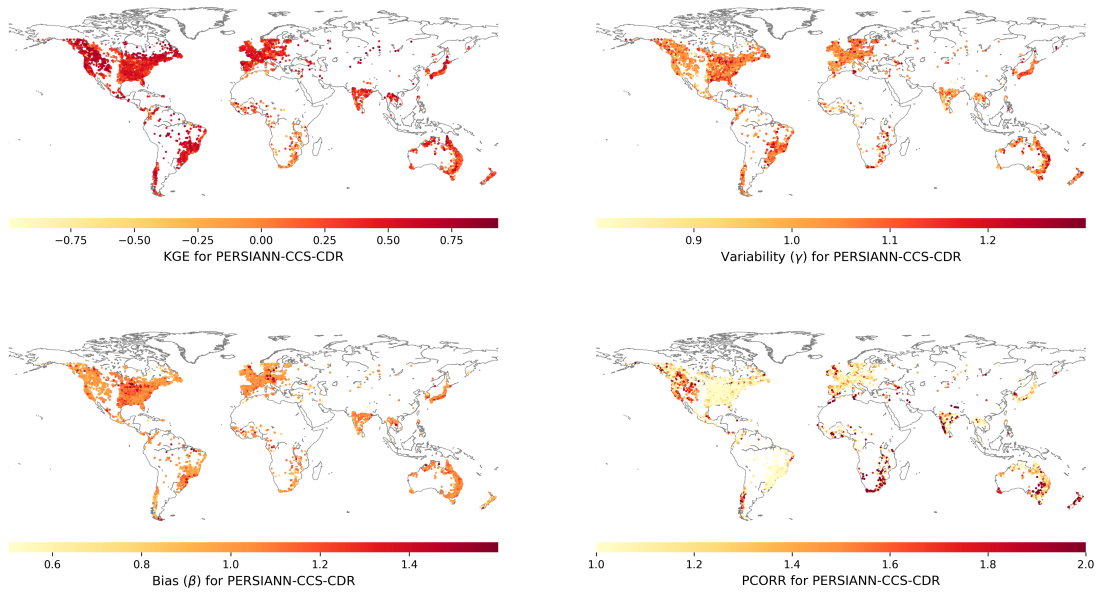 −0.75 −0.50 −0.25 0.00 0.25 0.50 0.75
KGE for PERSIANN-CCS-CDR
0.9 1.0 1.1 1.2
Variability (γ) for PERSIANN-CCS-CDR
0.6 0.8 1.0 1.2 1.4
Bias (β) for PERSIANN-CCS-CDR
1.0 1.2 1.4 1.6 1.8 2.0
PCORR for PERSIANN-CCS-CDR